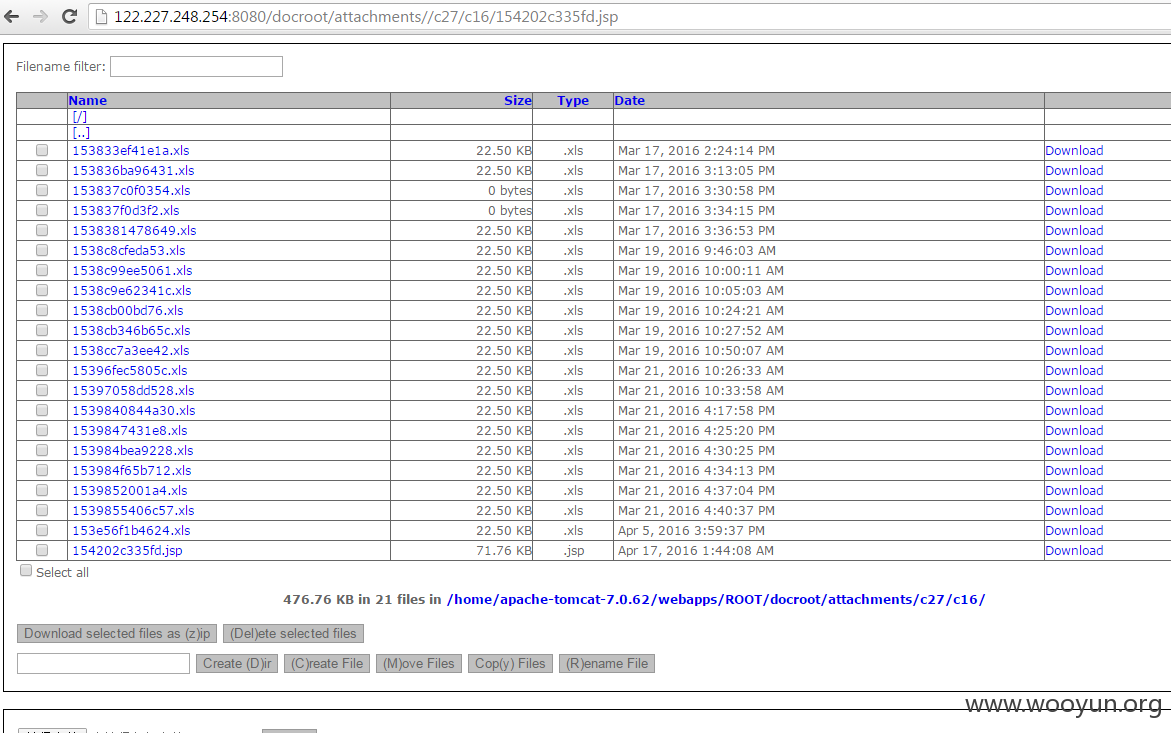 122.227.248.254:8080/docroot/attachments//c27/c16/154202c335fd.jsp
Filename filter:
Name Size Type Date
[/]
[..]
153833ef41e1a.xls 22.50 KB .xls Mar 17, 2016 2:24:14 PM Download
153836ba96431.xls 22.50 KB .xls Mar 17, 2016 3:13:05 PM Download
153837c0f0354.xls 0 bytes .xls Mar 17, 2016 3:30:58 PM Download
153837f0d3f2.xls 0 bytes .xls Mar 17, 2016 3:34:15 PM Download
1538381478649.xls 22.50 KB .xls Mar 17, 2016 3:36:53 PM Download
1538c8cfeda53.xls 22.50 KB .xls Mar 19, 2016 9:46:03 AM Download
1538c99ee5061.xls 22.50 KB .xls Mar 19, 2016 10:00:11 AM Download
1538c9e62341c.xls 22.50 KB .xls Mar 19, 2016 10:05:03 AM Download
1538cb00bd76.xls 22.50 KB .xls Mar 19, 2016 10:24:21 AM Download
1538cb346b65c.xls 22.50 KB .xls Mar 19, 2016 10:27:52 AM Download
1538cc7a3ee42.xls 22.50 KB .xls Mar 19, 2016 10:50:07 AM Download
15396fec5805c.xls 22.50 KB .xls Mar 21, 2016 10:26:33 AM Download
15397058dd528.xls 22.50 KB .xls Mar 21, 2016 10:33:58 AM Download
1539840844a30.xls 22.50 KB .xls Mar 21, 2016 4:17:58 PM Download
1539847431e8.xls 22.50 KB .xls Mar 21, 2016 4:25:20 PM Download
153984bea9228.xls 22.50 KB .xls Mar 21, 2016 4:30:25 PM Download
153984f65b712.xls 22.50 KB .xls Mar 21, 2016 4:34:13 PM Download
1539852001a4.xls 22.50 KB .xls Mar 21, 2016 4:37:04 PM Download
1539855406c57.xls 22.50 KB .xls Mar 21, 2016 4:40:37 PM Download
153e56f1b4624.xls 22.50 KB .xls Apr 5, 2016 3:59:37 PM Download
154202c335fd.jsp 71.76 KB .jsp Apr 17, 2016 1:44:08 AM Download
Select all
476.76 KB in 21 files in /home/apache-tomcat-7.0.62/webapps/ROOT/docroot/attachments/c27/c16/
Download selected files as (z)ip (Del)ete selected files
Create (D)ir (C)reate File (M)ove Files Cop(y) Files (R)ename File
www.wooyun.org